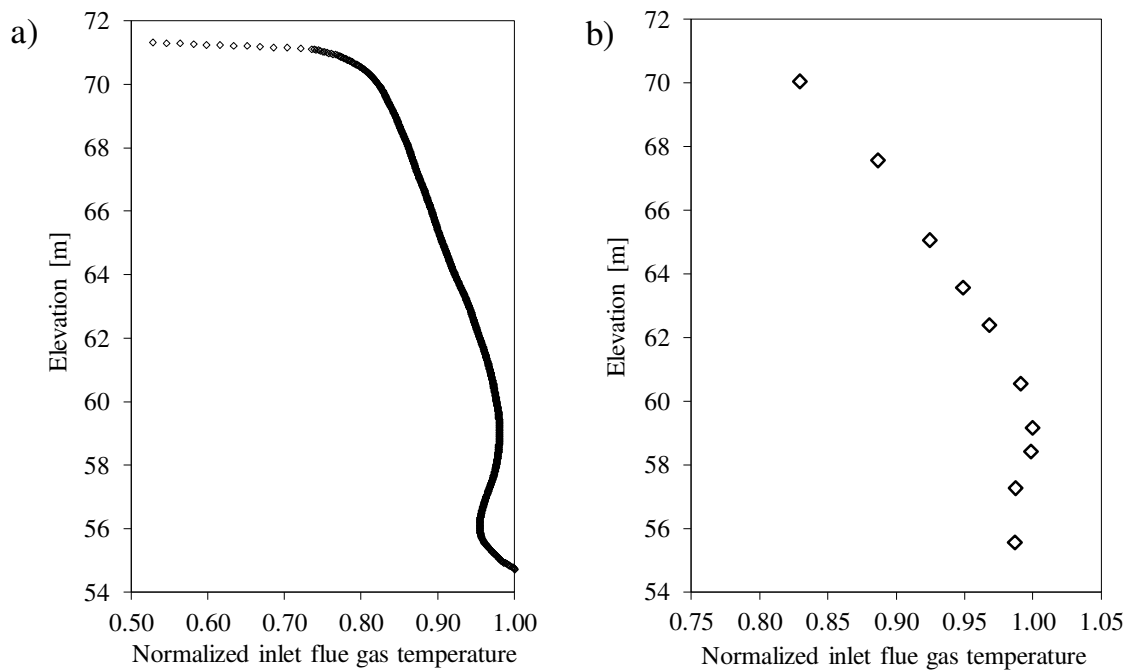 a)
72
70
68
66
64
62
60
58
56
54
Elevation [m]
0.50 0.60 0.70 0.80 0.90 1.00
Normalized inlet flue gas temperature
b)
72
70
68
66
64
62
60
58
56
54
Elevation [m]
0.75 0.80 0.85 0.90 0.95 1.00 1.05
Normalized inlet flue gas temperature